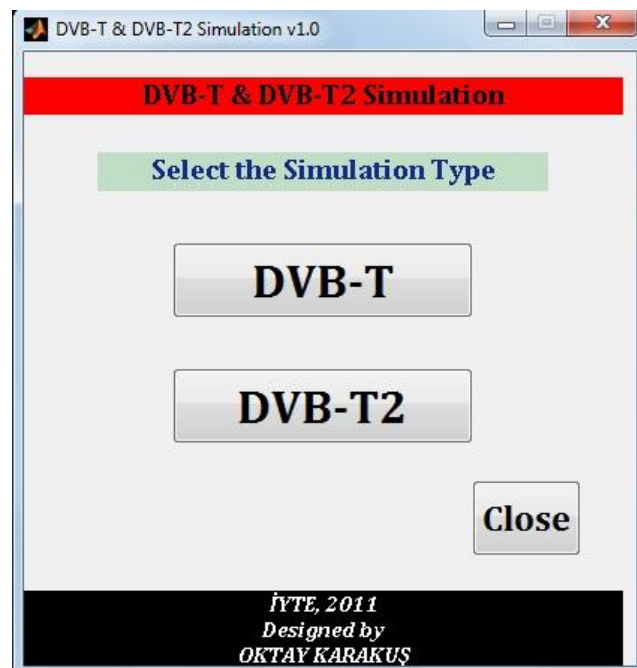 DVB-T & DVB-T2 Simulation v1.0
DVB-T & DVB-T2 Simulation
Select the Simulation Type
DVB-T
DVB-T2
Close
İYTE, 2011
Designed by
OKTAY KARAKUŞ